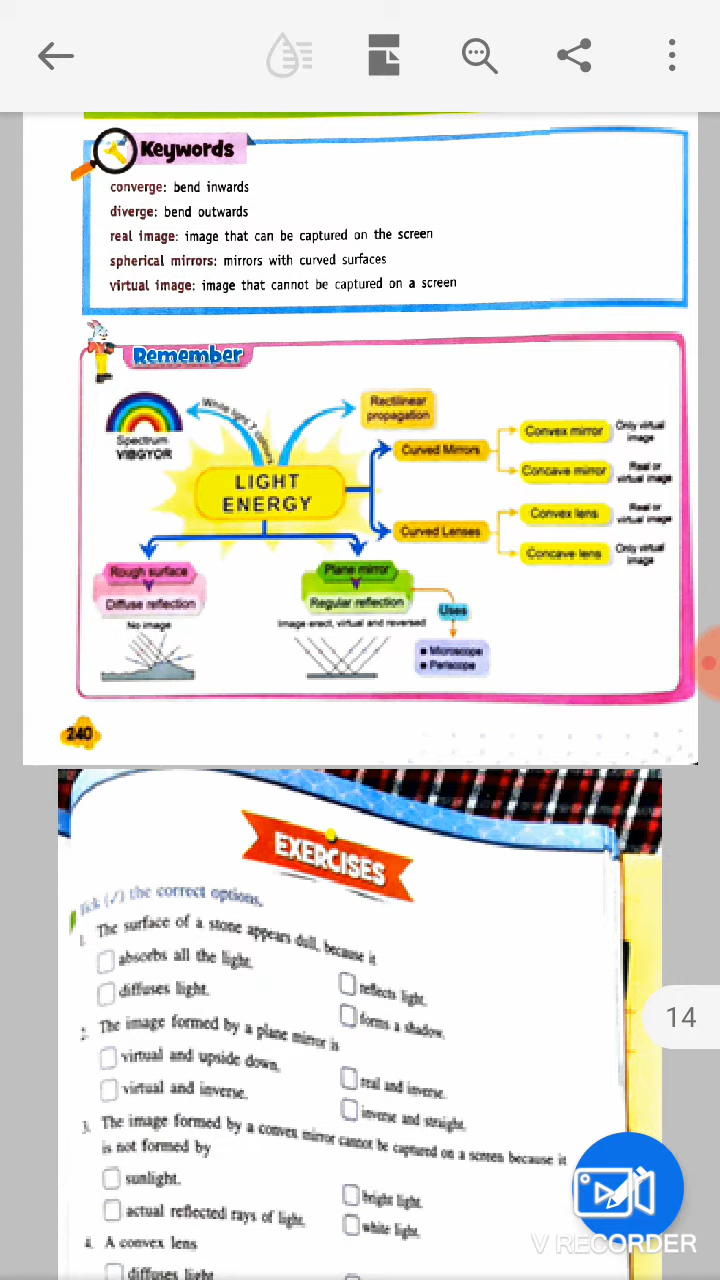 Keywords
converge: bend inwards
diverge: bend outwards
real image: image that can be captured on the screen
spherical mirrors: mirrors with curved surfaces
virtual image: image that cannot be captured on a screen
Remember
White light 7 colours
Spectrum
VIBGYOR
Rectilinear
propagation
LIGHT
ENERGY
Curved Mirrors
Convex mirror
Only virtual
image
Concave mirror
Real or
virtual image
Curved Lenses
Convex lens
Real or
virtual image
Concave lens
Only virtual
image
Rough surface
Diffuse reflection
No image
Plane mirror
Regular reflection
Image erect, virtual and reversed
Uses
▪ Microscope
▪ Periscope
240
EXERCISES
Tick (✓) the correct options.
1. The surface of a stone appears dull, because it
absorbs all the light.
reflects light.
diffuses light.
forms a shadow.
2. The image formed by a plane mirror is
virtual and upside down.
real and inverse.
virtual and inverse.
inverse and straight.
3. The image formed by a convex mirror cannot be captured on a screen because it
is not formed by
sunlight.
bright light.
actual reflected rays of light.
white light.
4. A convex lens
diffuses light
14
V RECORDER